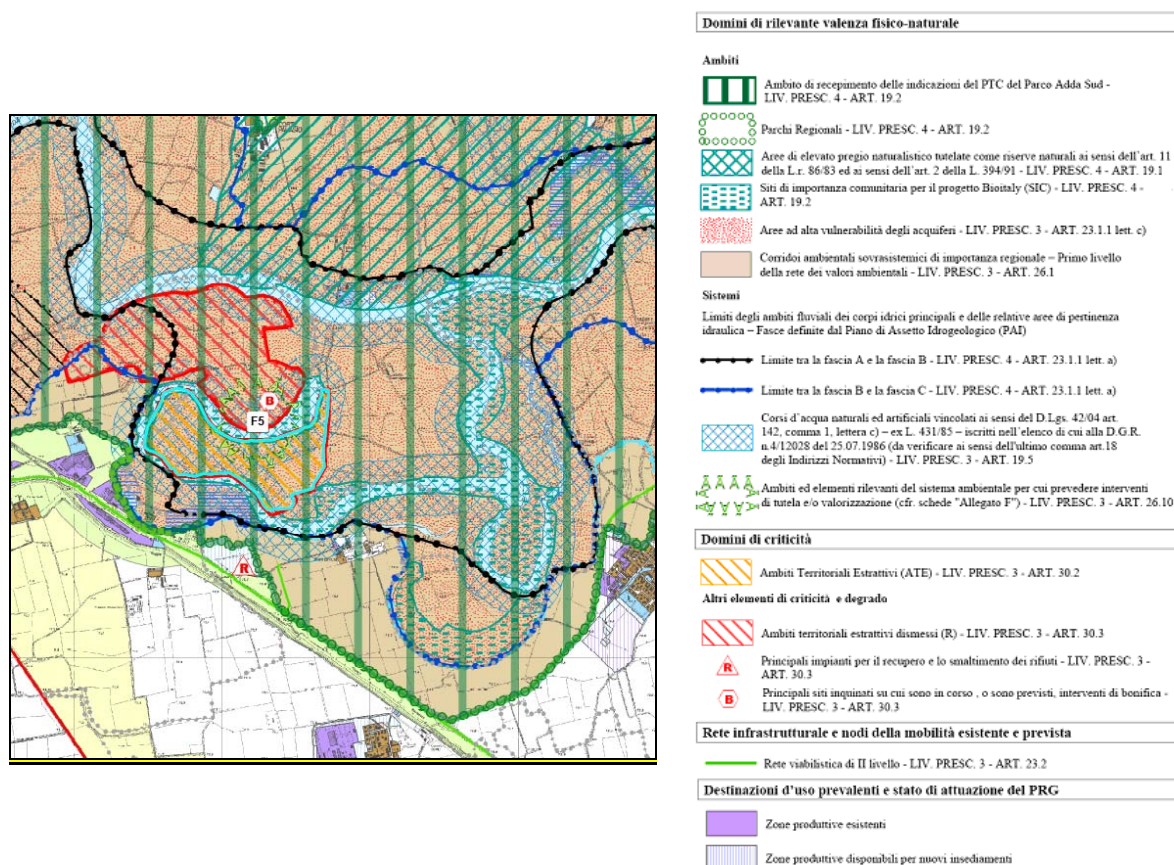 Domini di rilevante valenza fisico-naturale
Ambiti
Ambito di recepimento delle indicazioni del PTC del Parco Adda Sud -
LIV. PRESC. 4 - ART. 19.2
Parchi Regionali - LIV. PRESC. 4 - ART. 19.2
Aree di elevato pregio naturalistico tutelate come riserve naturali ai sensi dell'art. 11
della L.r. 86/83 ed ai sensi dell'art. 2 della L. 394/91 - LIV. PRESC. 4 - ART. 19.1
Siti di importanza comunitaria per il progetto Bioitaly (SIC) - LIV. PRESC. 4 -
ART. 19.2
Aree ad alta vulnerabilità degli acquiferi - LIV. PRESC. 3 - ART. 23.1.1 lett. c)
Corridoi ambientali sovrasistemici di importanza regionale – Primo livello
della rete dei valori ambientali - LIV. PRESC. 3 - ART. 26.1
Sistemi
Limiti degli ambiti fluviali dei corpi idrici principali e delle relative aree di pertinenza
idraulica – Fasce definite dal Piano di Assetto Idrogeologico (PAI)
Limite tra la fascia A e la fascia B - LIV. PRESC. 4 - ART. 23.1.1 lett. a)
Limite tra la fascia B e la fascia C - LIV. PRESC. 4 - ART. 23.1.1 lett. a)
Corsi d'acqua naturali ed artificiali vincolati ai sensi del D.Lgs. 42/04 art.
142, comma 1, lettera c) – ex L. 431/85 – iscritti nell'elenco di cui alla D.G.R.
n.4/12028 del 25.07.1986 (da verificare ai sensi dell'ultimo comma art.18
degli Indirizzi Normativi) - LIV. PRESC. 3 - ART. 19.5
Ambiti ed elementi rilevanti del sistema ambientale per cui prevedere interventi
di tutela e/o valorizzazione (cfr. schede "Allegato F") - LIV. PRESC. 3 - ART. 26.10
Domini di criticità
Ambiti Territoriali Estrattivi (ATE) - LIV. PRESC. 3 - ART. 30.2
Altri elementi di criticità e degrado
Ambiti territoriali estrattivi dismessi (R) - LIV. PRESC. 3 - ART. 30.3
R
Principali impianti per il recupero e lo smaltimento dei rifiuti - LIV. PRESC. 3 -
ART. 30.3
B
Principali siti inquinati su cui sono in corso , o sono previsti, interventi di bonifica -
LIV. PRESC. 3 - ART. 30.3
Rete infrastrutturale e nodi della mobilità esistente e prevista
Rete viabilistica di II livello - LIV. PRESC. 3 - ART. 23.2
Destinazioni d'uso prevalenti e stato di attuazione del PRG
Zone produttive esistenti
Zone produttive disponibili per nuovi insediamenti
B
F5
R